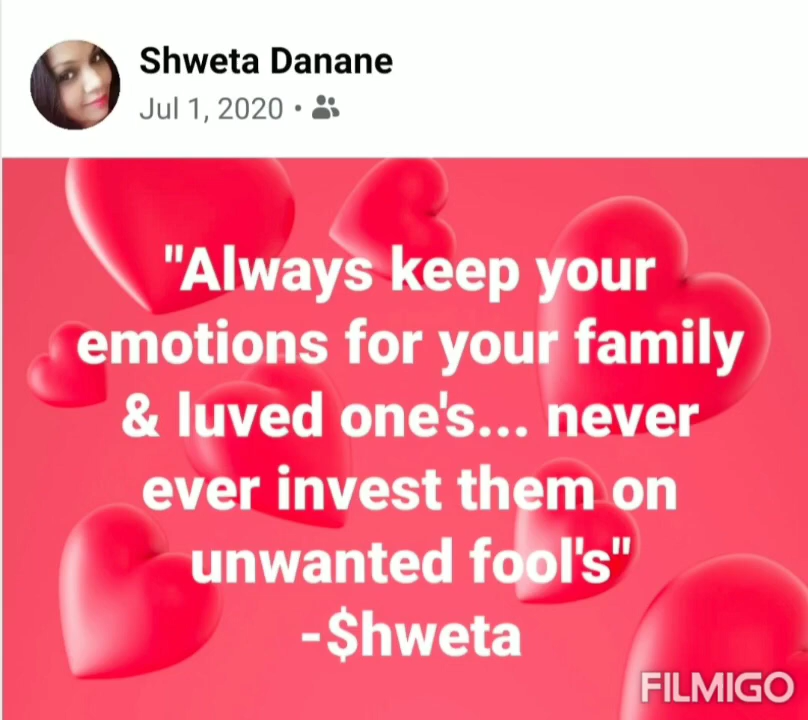 Shweta Danane
Jul 1, 2020 •
"Always keep your
emotions for your family
& luved one's... never
ever invest them on
unwanted fool's"
-$hweta
FILMIGO